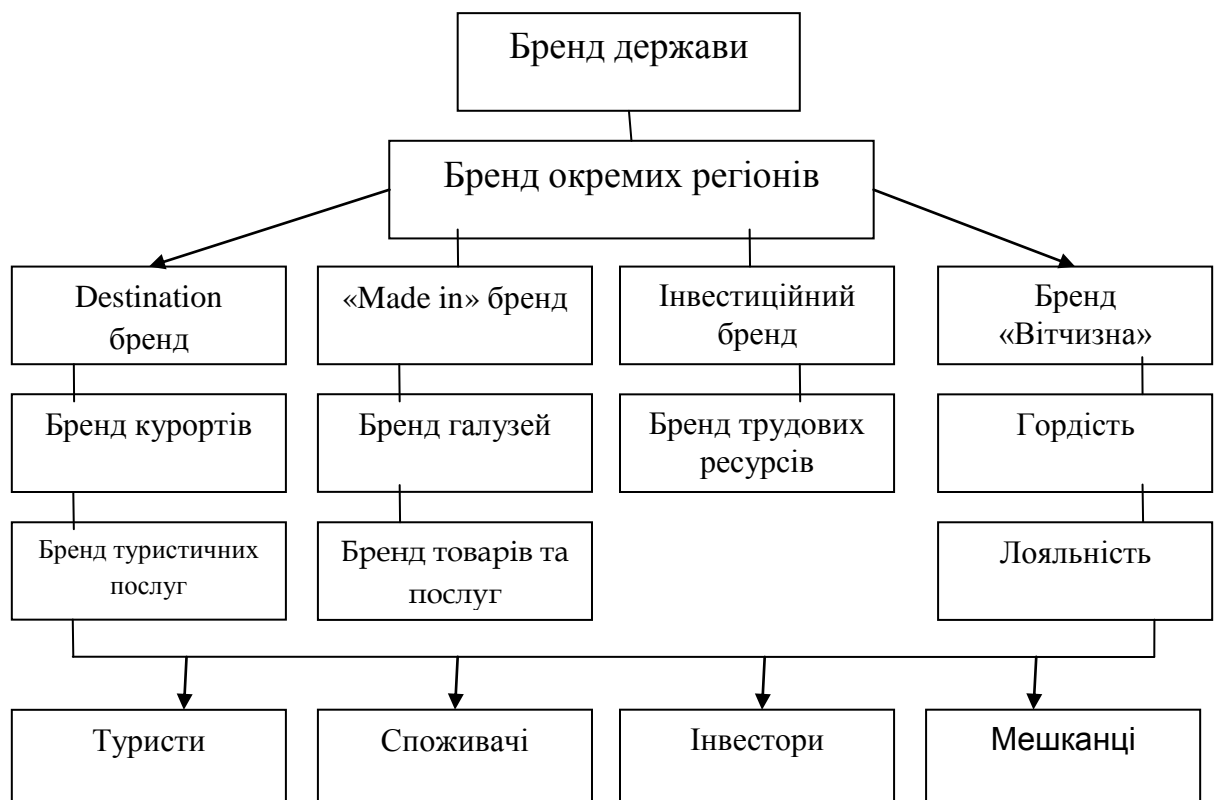 Бренд держави
Бренд окремих регіонів
Destination
бренд
«Made in» бренд
Інвестиційний
бренд
Бренд
«Вітчизна»
Бренд курортів
Бренд галузей
Бренд трудових
ресурсів
Гордість
Бренд туристичних
послуг
Бренд товарів та
послуг
Лояльність
Туристи
Споживачі
Інвестори
Мешканці